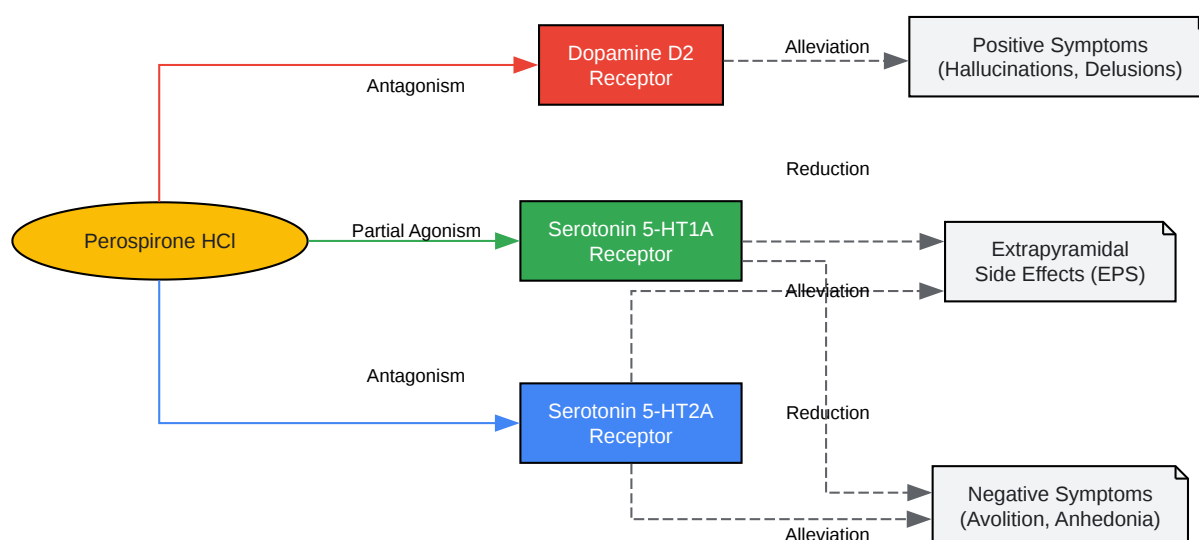 Dopamine D2
Receptor
Alleviation
Positive Symptoms
(Hallucinations, Delusions)
Antagonism
Reduction
Perospirone HCl
Partial Agonism
Serotonin 5-HT1A
Receptor
Extrapyramidal
Side Effects (EPS)
Alleviation
Antagonism
Serotonin 5-HT2A
Receptor
Reduction
Negative Symptoms
(Avolition, Anhedonia)
Alleviation